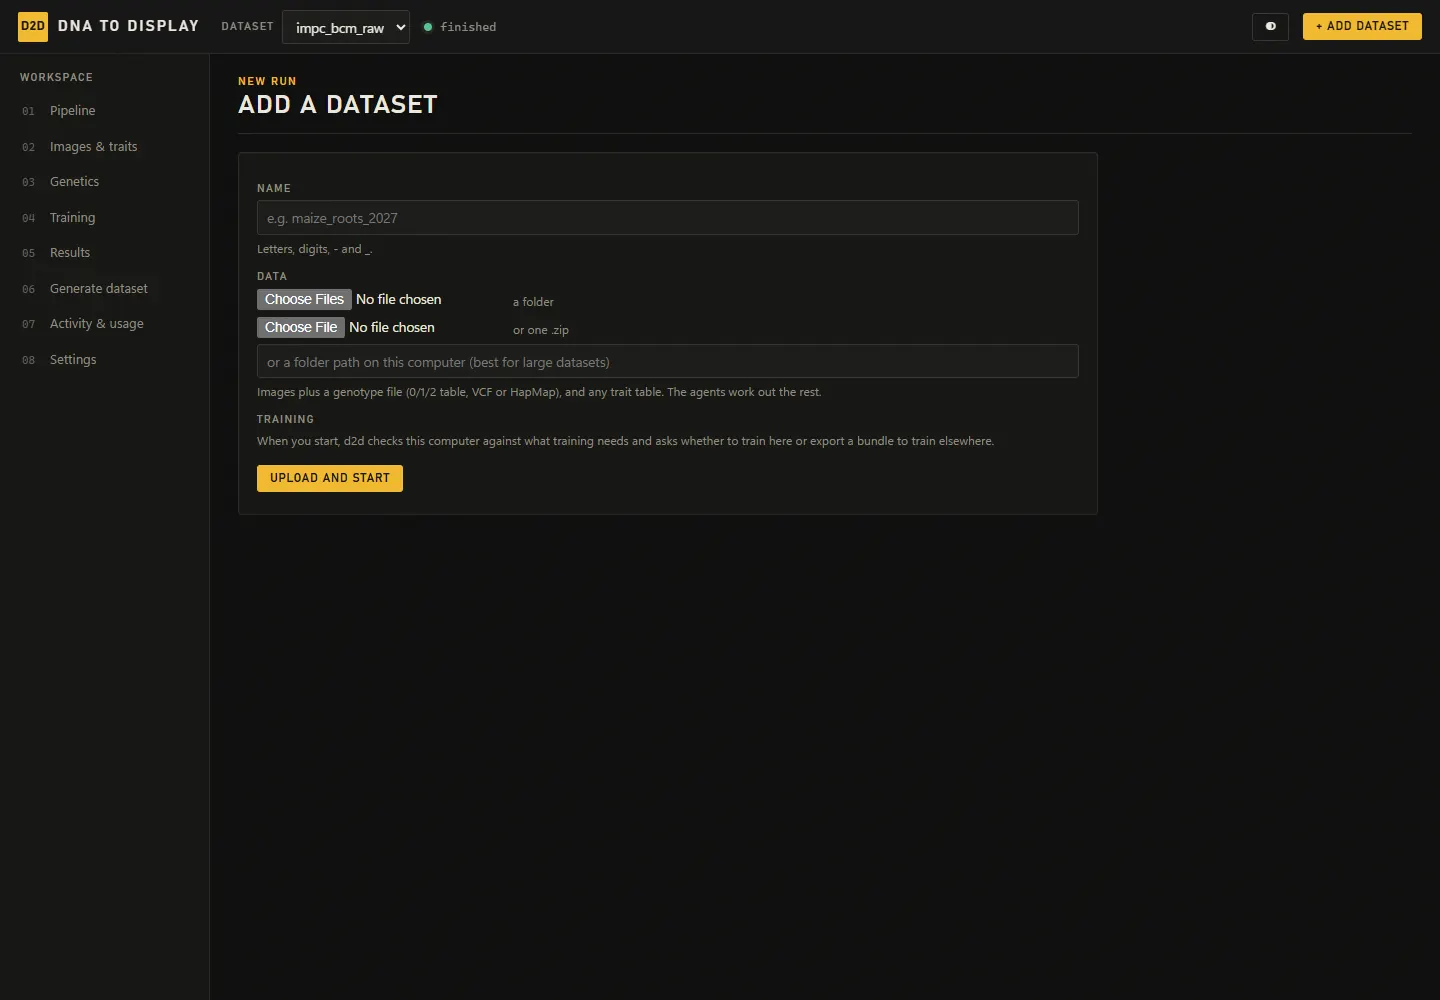 D2D DNA TO DISPLAY DATASET impc_bcm_raw finished + ADD DATASET
WORKSPACE
01 Pipeline
02 Images & traits
03 Genetics
04 Training
05 Results
06 Generate dataset
07 Activity & usage
08 Settings
NEW RUN
ADD A DATASET
NAME
e.g. maize_roots_2027
Letters, digits, - and _.
DATA
Choose Files No file chosen a folder
Choose File No file chosen or one .zip
or a folder path on this computer (best for large datasets)
Images plus a genotype file (0/1/2 table, VCF or HapMap), and any trait table. The agents work out the rest.
TRAINING
When you start, d2d checks this computer against what training needs and asks whether to train here or export a bundle to train elsewhere.
UPLOAD AND START